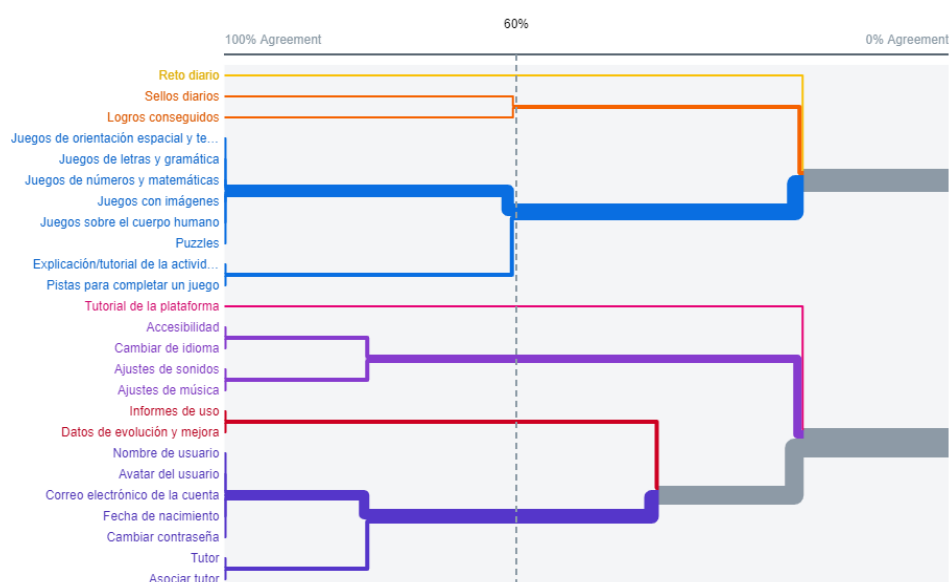 60%
100% Agreement
0% Agreement
Reto diario
Sellos diarios
Logros conseguidos
Juegos de orientación espacial y te...
Juegos de letras y gramática
Juegos de números y matemáticas
Juegos con imágenes
Juegos sobre el cuerpo humano
Puzzles
Explicación/tutorial de la activid...
Pistas para completar un juego
Tutorial de la plataforma
Accesibilidad
Cambiar de idioma
Ajustes de sonidos
Ajustes de música
Informes de uso
Datos de evolución y mejora
Nombre de usuario
Avatar del usuario
Correo electrónico de la cuenta
Fecha de nacimiento
Cambiar contraseña
Tutor
Asociar tutor